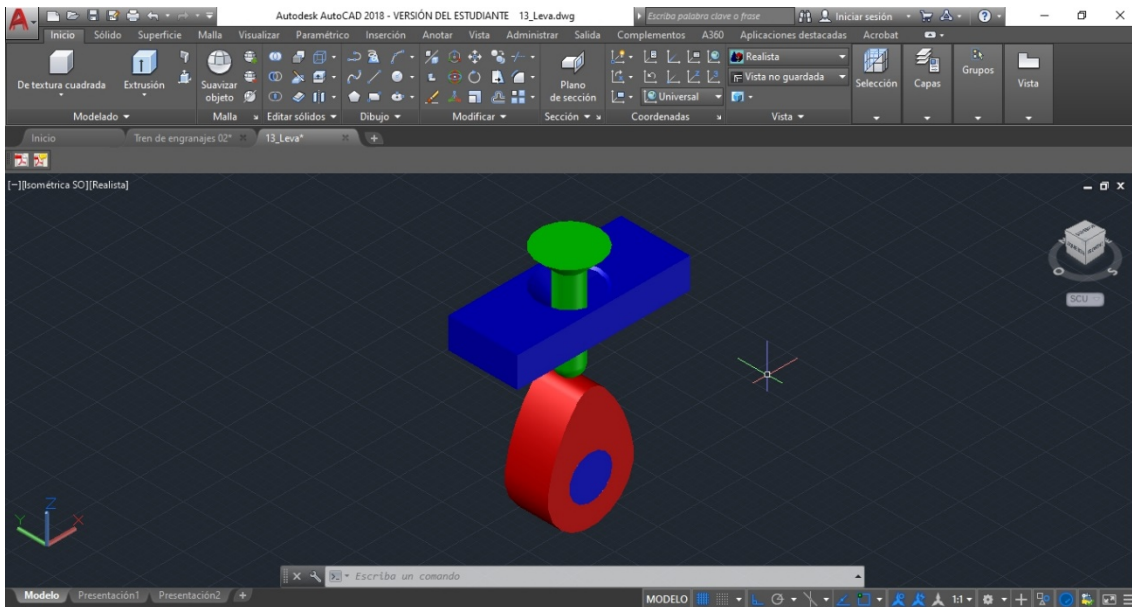 Autodesk AutoCAD 2018 - VERSIÓN DEL ESTUDIANTE 13_Leva.dwg
Escriba palabra clave o frase
Iniciar sesión
Inicio Sólido Superficie Malla Visualizar Paramétrico Inserción Anotar Vista Administrar Salida Complementos A360 Aplicaciones destacadas Acrobat
De textura cuadrada
Extrusión
Suavizar objeto
Plano de sección
Realista
Vista no guardada
Universal
Selección
Capas
Grupos
Vista
Modelado Malla Editar sólidos Dibujo Modificar Sección Coordenadas Vista
Inicio Tren de engranajes 02* 13_Leva*
[−][Isométrica SO][Realista]
SCU
Z
Y X
Escriba un comando
Modelo Presentación1 Presentación2 +
MODELO 1:1